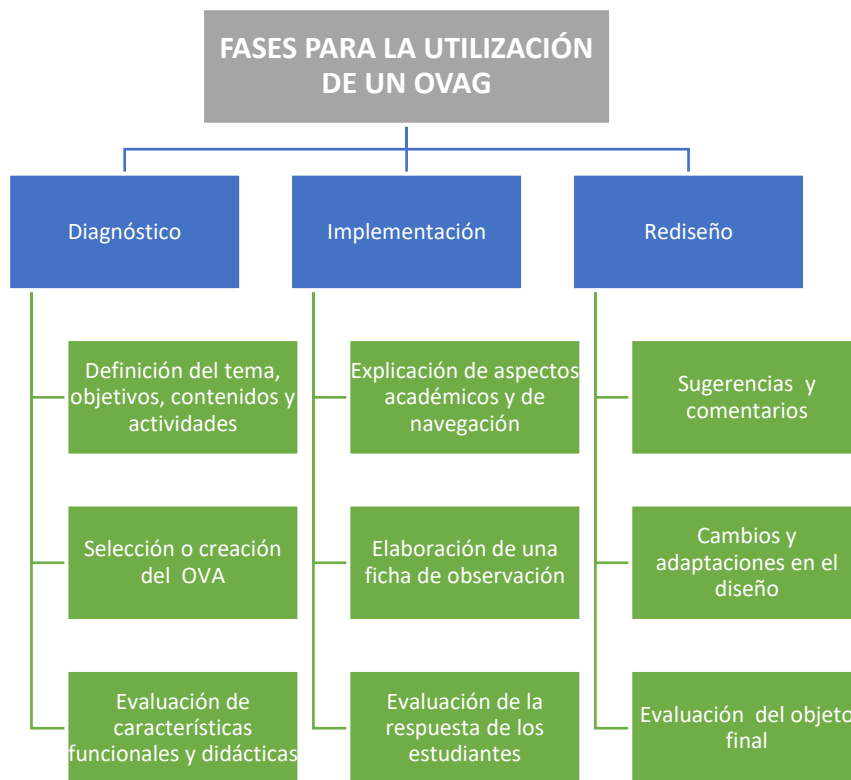 FASES PARA LA UTILIZACIÓN
DE UN OVAG
Diagnóstico
Implementación
Rediseño
Definición del tema,
objetivos, contenidos y
actividades
Selección o creación
del OVA
Evaluación de
características
funcionales y didácticas
Explicación de aspectos
académicos y de
navegación
Elaboración de una
ficha de observación
Evaluación de la
respuesta de los
estudiantes
Sugerencias y
comentarios
Cambios y
adaptaciones en el
diseño
Evaluación del objeto
final